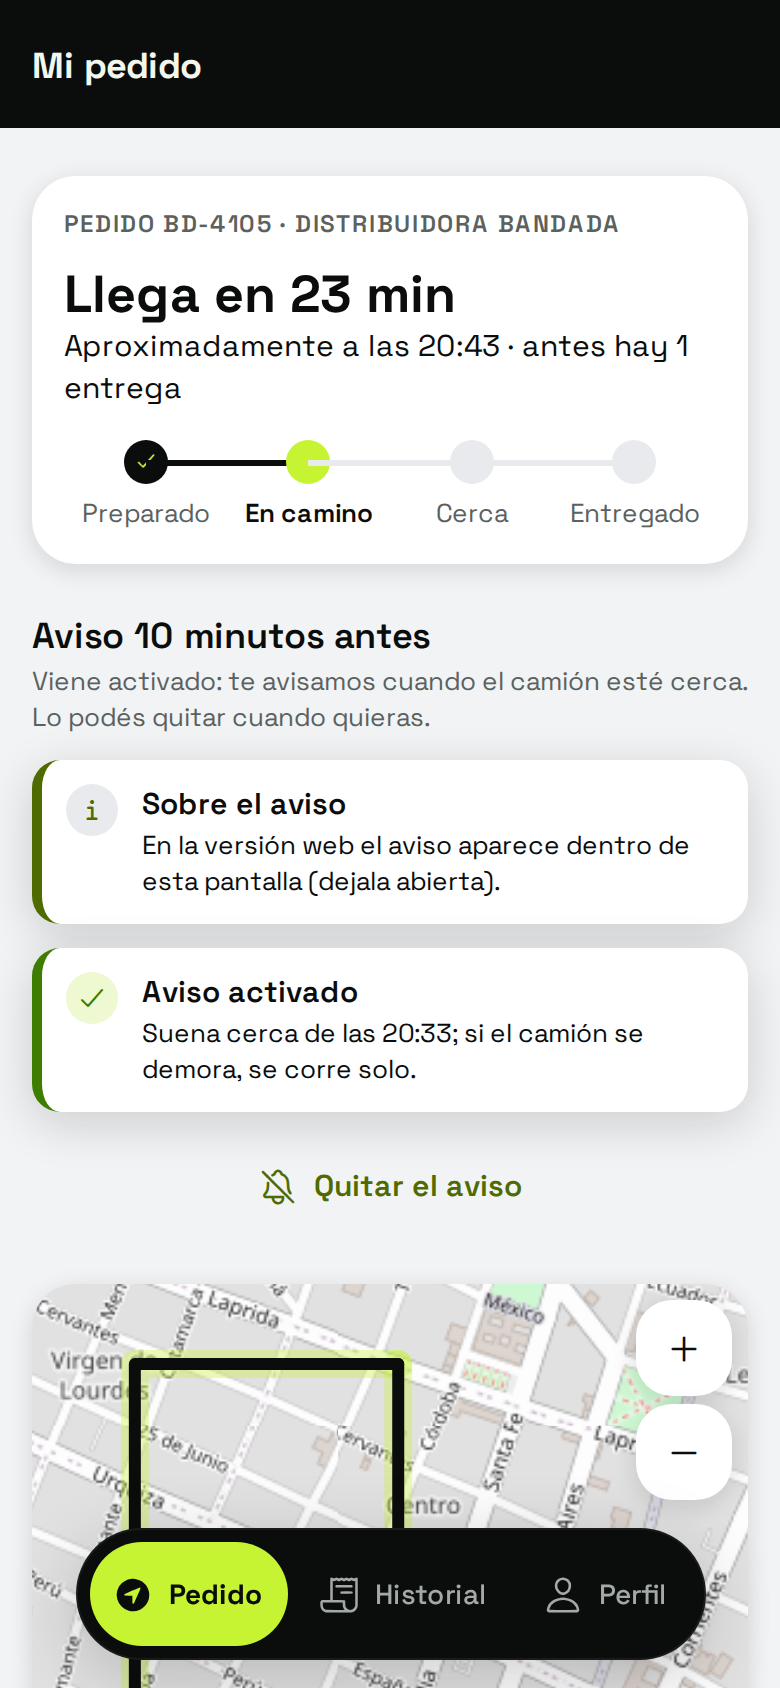 Mi pedido
PEDIDO BD-4105 · DISTRIBUIDORA BANDADA
Llega en 23 min
Aproximadamente a las 20:43 · antes hay 1
entrega
Preparado
En camino
Cerca
Entregado
Aviso 10 minutos antes
Viene activado: te avisamos cuando el camión esté cerca.
Lo podés quitar cuando quieras.
i
Sobre el aviso
En la versión web el aviso aparece dentro de
esta pantalla (dejala abierta).
Aviso activado
Suena cerca de las 20:33; si el camión se
demora, se corre solo.
Quitar el aviso
Cervantes
Laprida
México
Virgen
Lourdes
25 de Junio
Cervantes
Córdoba
Santa Fe
Centro
Aires
+
−
Pedido
Historial
Perfil